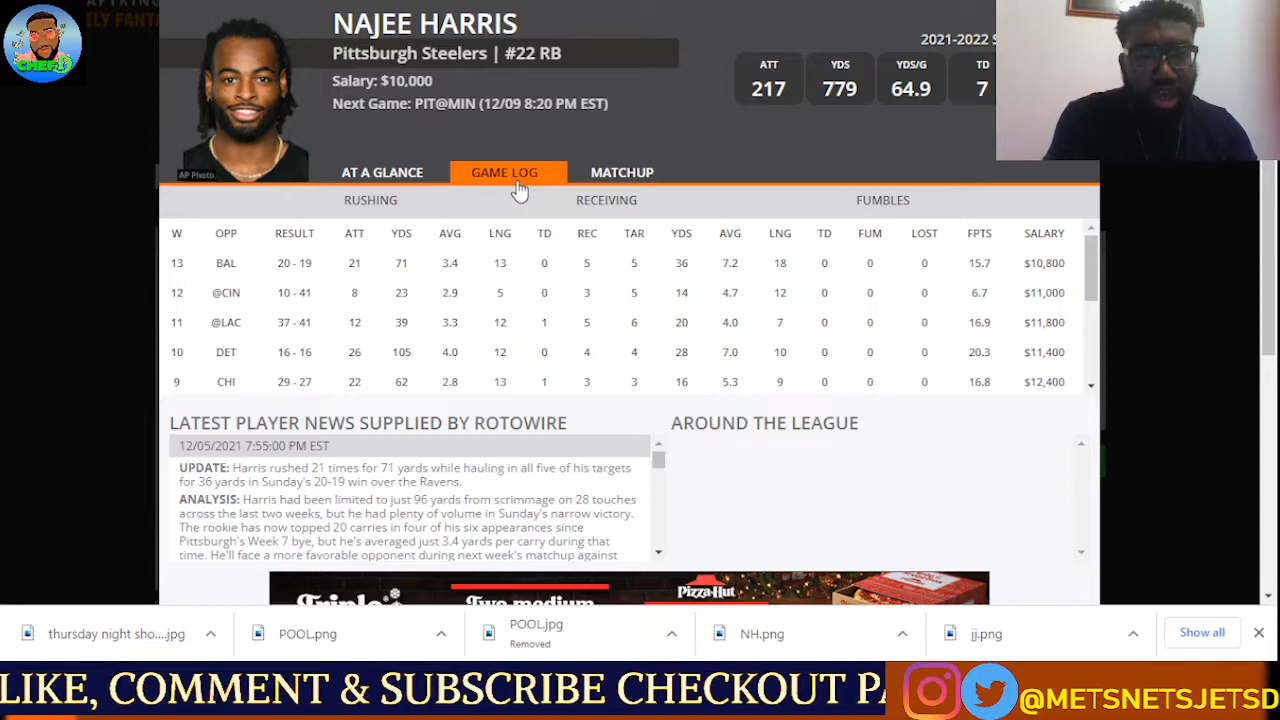 CHEF
NAJEE HARRIS
Pittsburgh Steelers | #22 RB
Salary: $10,000
Next Game: PIT@MIN (12/09 8:20 PM EST)
2021-2022 S
ATT YDS YDS/G TD
217 779 64.9 7
AP Photo
AT A GLANCE GAME LOG MATCHUP
RUSHING RECEIVING FUMBLES
W OPP RESULT ATT YDS AVG LNG TD REC TAR YDS AVG LNG TD FUM LOST FPTS SALARY
13 BAL 20 - 19 21 71 3.4 13 0 5 5 36 7.2 18 0 0 0 15.7 $10,800
12 @CIN 10 - 41 8 23 2.9 5 0 3 5 14 4.7 12 0 0 0 6.7 $11,000
11 @LAC 37 - 41 12 39 3.3 12 1 5 6 20 4.0 7 0 0 0 16.9 $11,800
10 DET 16 - 16 26 105 4.0 12 0 4 4 28 7.0 10 0 0 0 20.3 $11,400
9 CHI 29 - 27 22 62 2.8 13 1 3 3 16 5.3 9 0 0 0 16.8 $12,400
LATEST PLAYER NEWS SUPPLIED BY ROTOWIRE
AROUND THE LEAGUE
12/05/2021 7:55:00 PM EST
UPDATE: Harris rushed 21 times for 71 yards while hauling in all five of his targets
for 36 yards in Sunday's 20-19 win over the Ravens.
ANALYSIS: Harris had been limited to just 96 yards from scrimmage on 28 touches
across the last two weeks, but he had plenty of volume in Sunday's narrow victory.
The rookie has now topped 20 carries in four of his six appearances since
Pittsburgh's Week 7 bye, but he's averaged just 3.4 yards per carry during that
time. He'll face a more favorable opponent during next week's matchup against
Triple
Two medium
Pizza Hut
thursday night sho....jpg
POOL.png
POOL.jpg
Removed
NH.png
jj.png
Show all
LIKE, COMMENT & SUBSCRIBE CHECKOUT PA
@METSNETSJETSD